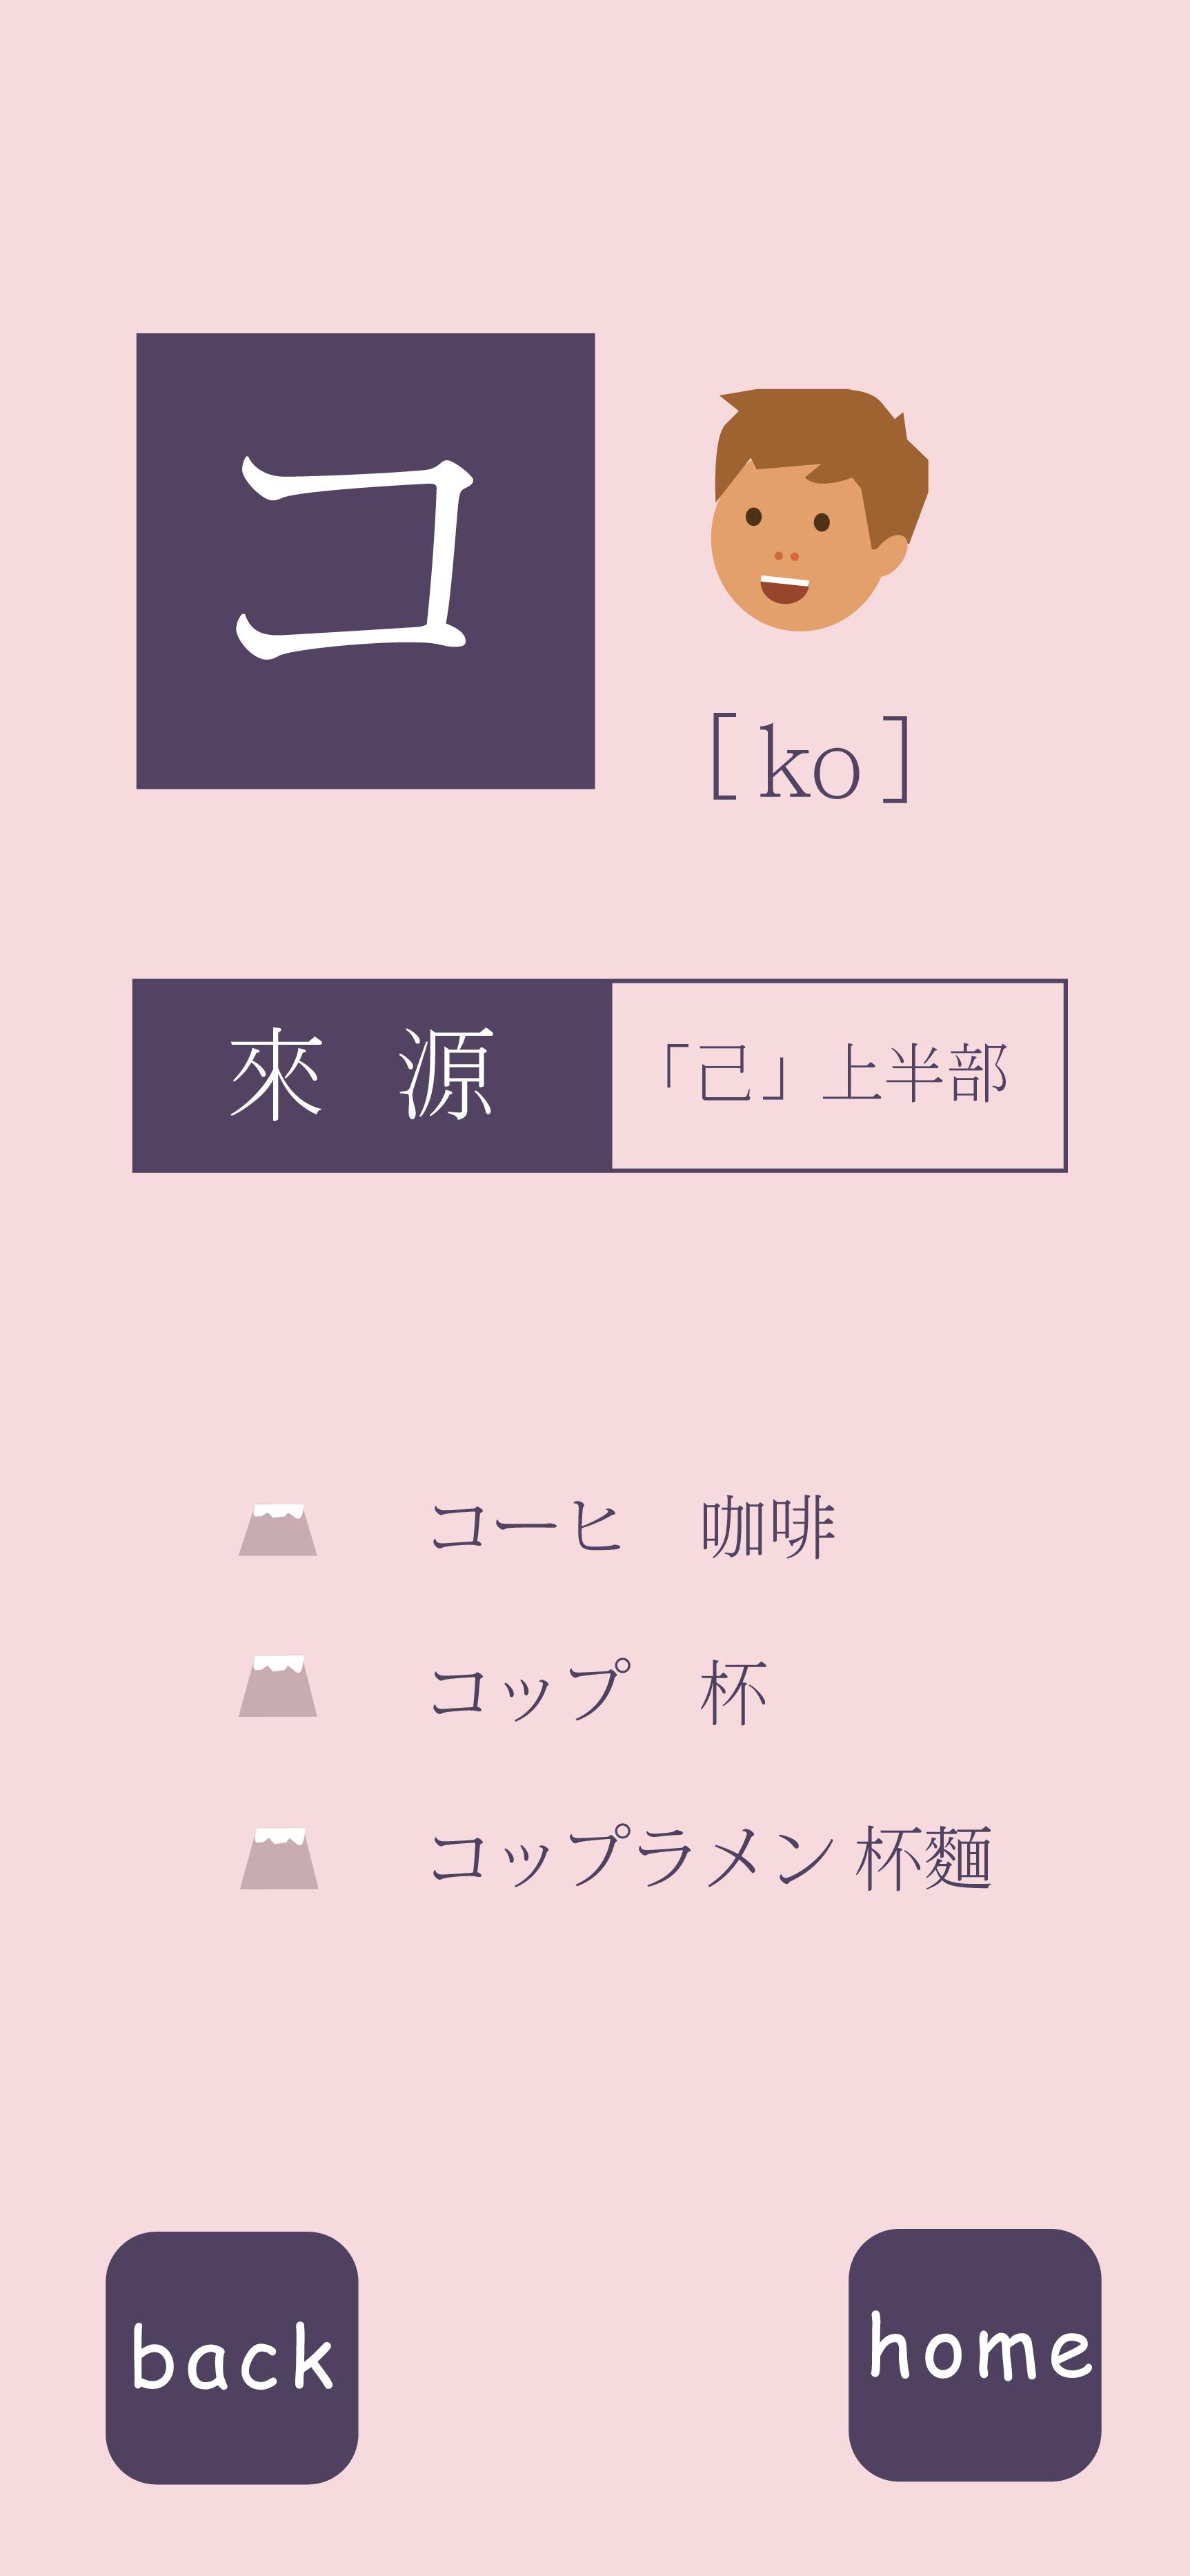 コ
[ ko ]
來 源
「己」上半部
コーヒ 咖啡
コップ 杯
コップラメン 杯麵
back
home